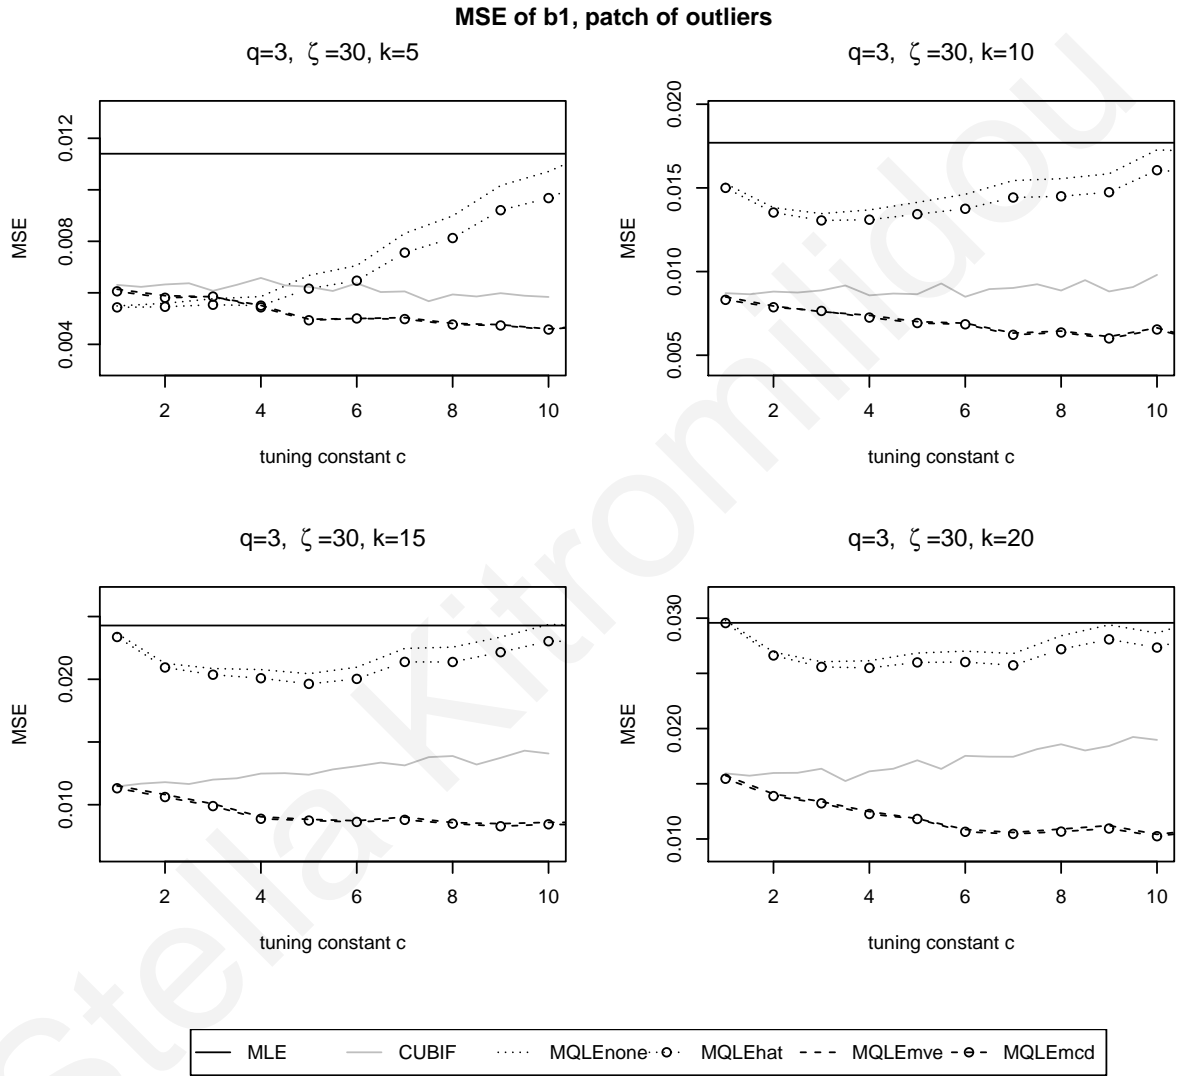 MSE of b1, patch of outliers
q=3, ζ =30, k=5
MSE
0.004 0.008 0.012
2 4 6 8 10
tuning constant c
q=3, ζ =30, k=10
MSE
0.005 0.010 0.015 0.020
2 4 6 8 10
tuning constant c
q=3, ζ =30, k=15
MSE
0.010 0.020
2 4 6 8 10
tuning constant c
q=3, ζ =30, k=20
MSE
0.010 0.020 0.030
2 4 6 8 10
tuning constant c
MLE CUBIF MQLEnone MQLEhat MQLEmve MQLEmcd
Stella Kitromilidou